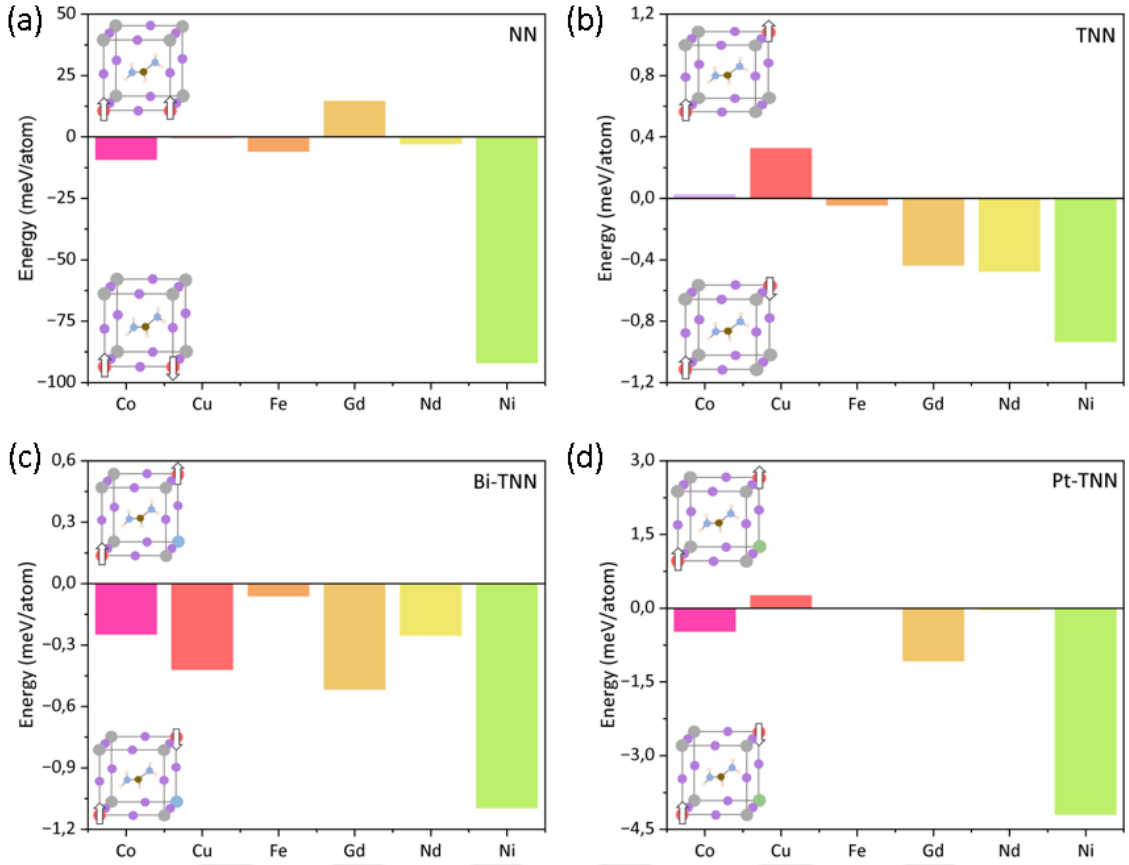 (a)
NN
Energy (meV/atom)
50
25
0
−25
−50
−75
−100
Co Cu Fe Gd Nd Ni
(b)
TNN
Energy (meV/atom)
1,2
0,8
0,4
0,0
−0,4
−0,8
−1,2
Co Cu Fe Gd Nd Ni
(c)
Bi-TNN
Energy (meV/atom)
0,6
0,3
0,0
−0,3
−0,6
−0,9
−1,2
Co Cu Fe Gd Nd Ni
(d)
Pt-TNN
Energy (meV/atom)
3,0
1,5
0,0
−1,5
−3,0
−4,5
Co Cu Fe Gd Nd Ni